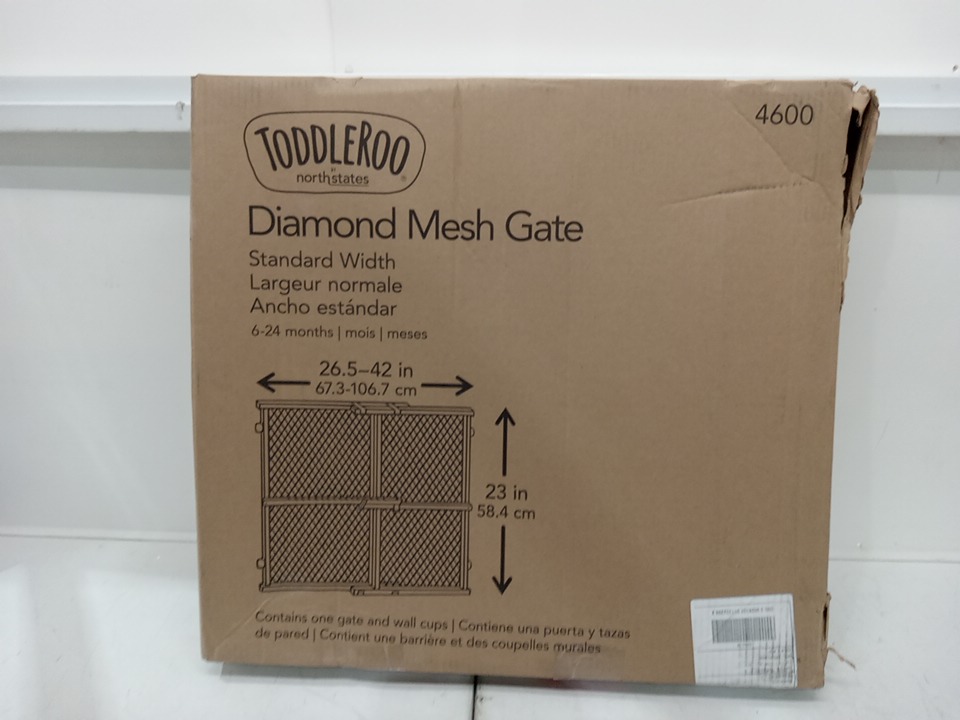 4600
TODDLEROO
by
northstates
Diamond Mesh Gate
Standard Width
Largeur normale
Ancho estándar
6-24 months | mois | meses
26.5–42 in
67.3-106.7 cm
23 in
58.4 cm
Contains one gate and wall cups | Contiene una puerta y tazas
de pared | Contient une barrière et des coupelles murales